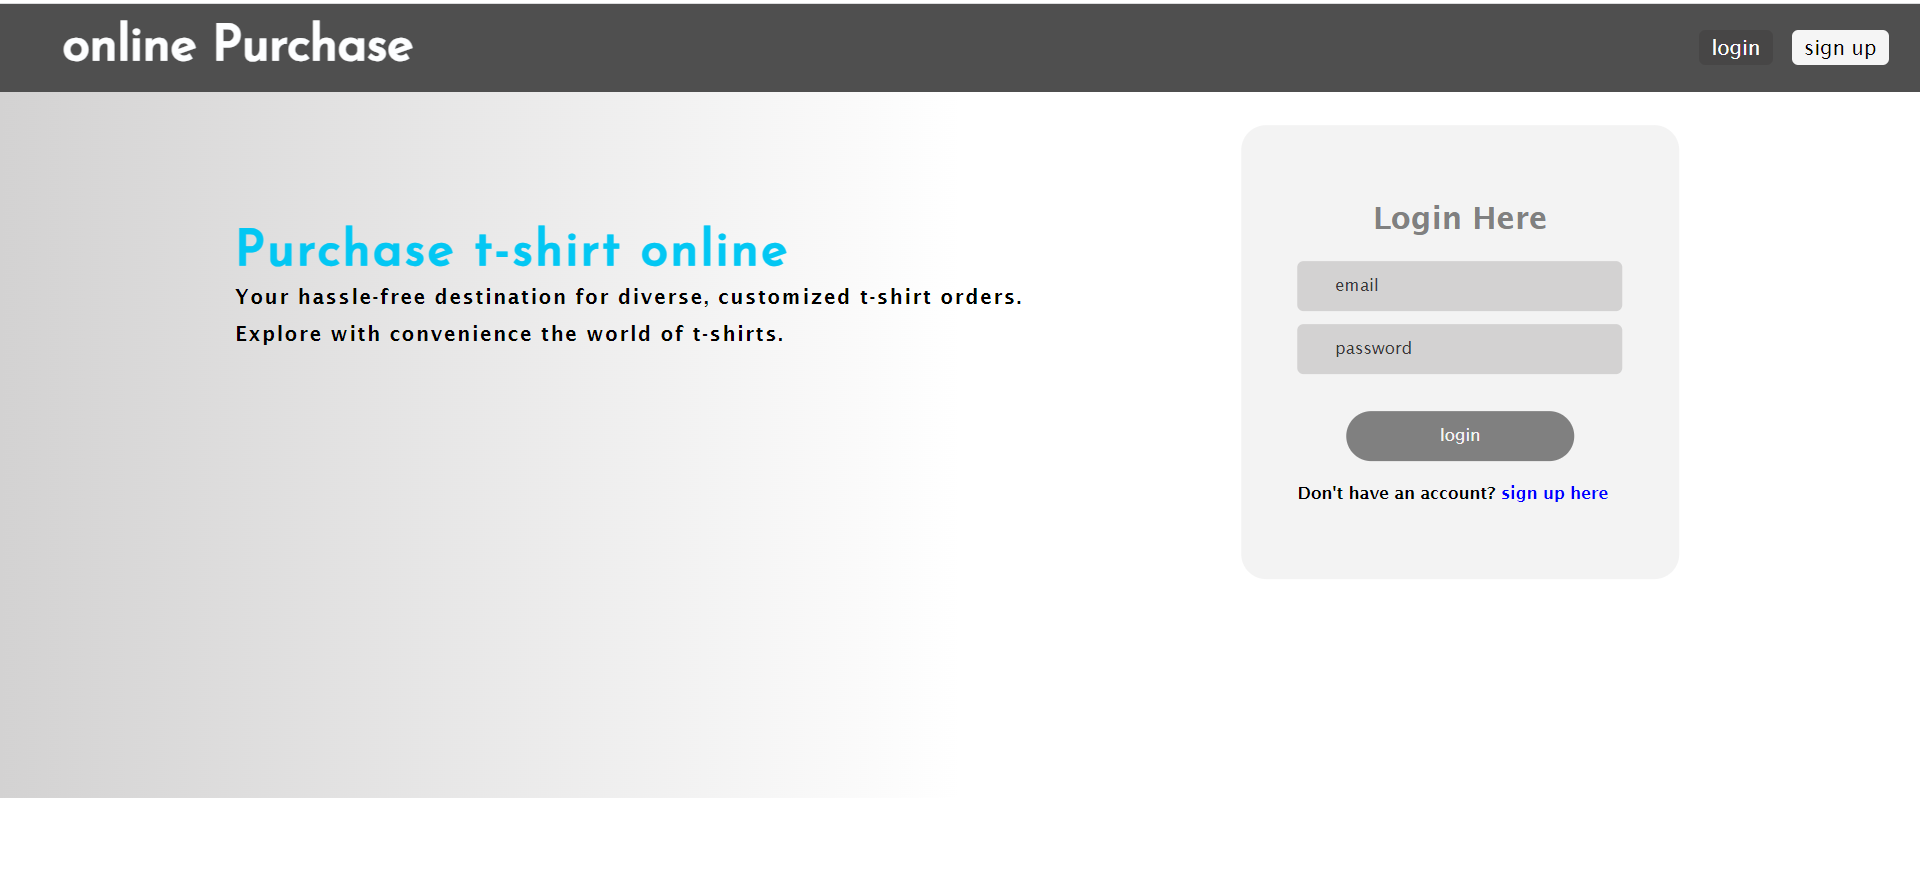 online Purchase
login
sign up
Purchase t-shirt online
Your hassle-free destination for diverse, customized t-shirt orders.
Explore with convenience the world of t-shirts.
Login Here
email
password
login
Don't have an account? sign up here